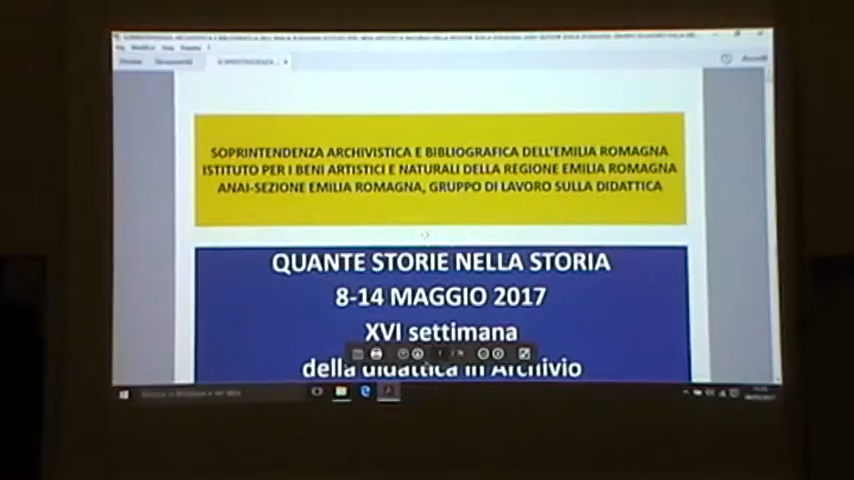 SOPRINTENDENZA ARCHIVISTICA E BIBLIOGRAFICA DELL'EMILIA ROMAGNA
ISTITUTO PER I BENI ARTISTICI E NATURALI DELLA REGIONE EMILIA ROMAGNA
ANAI-SEZIONE EMILIA ROMAGNA, GRUPPO DI LAVORO SULLA DIDATTICA
QUANTE STORIE NELLA STORIA
8-14 MAGGIO 2017
XVI settimana
della didattica in Archivio